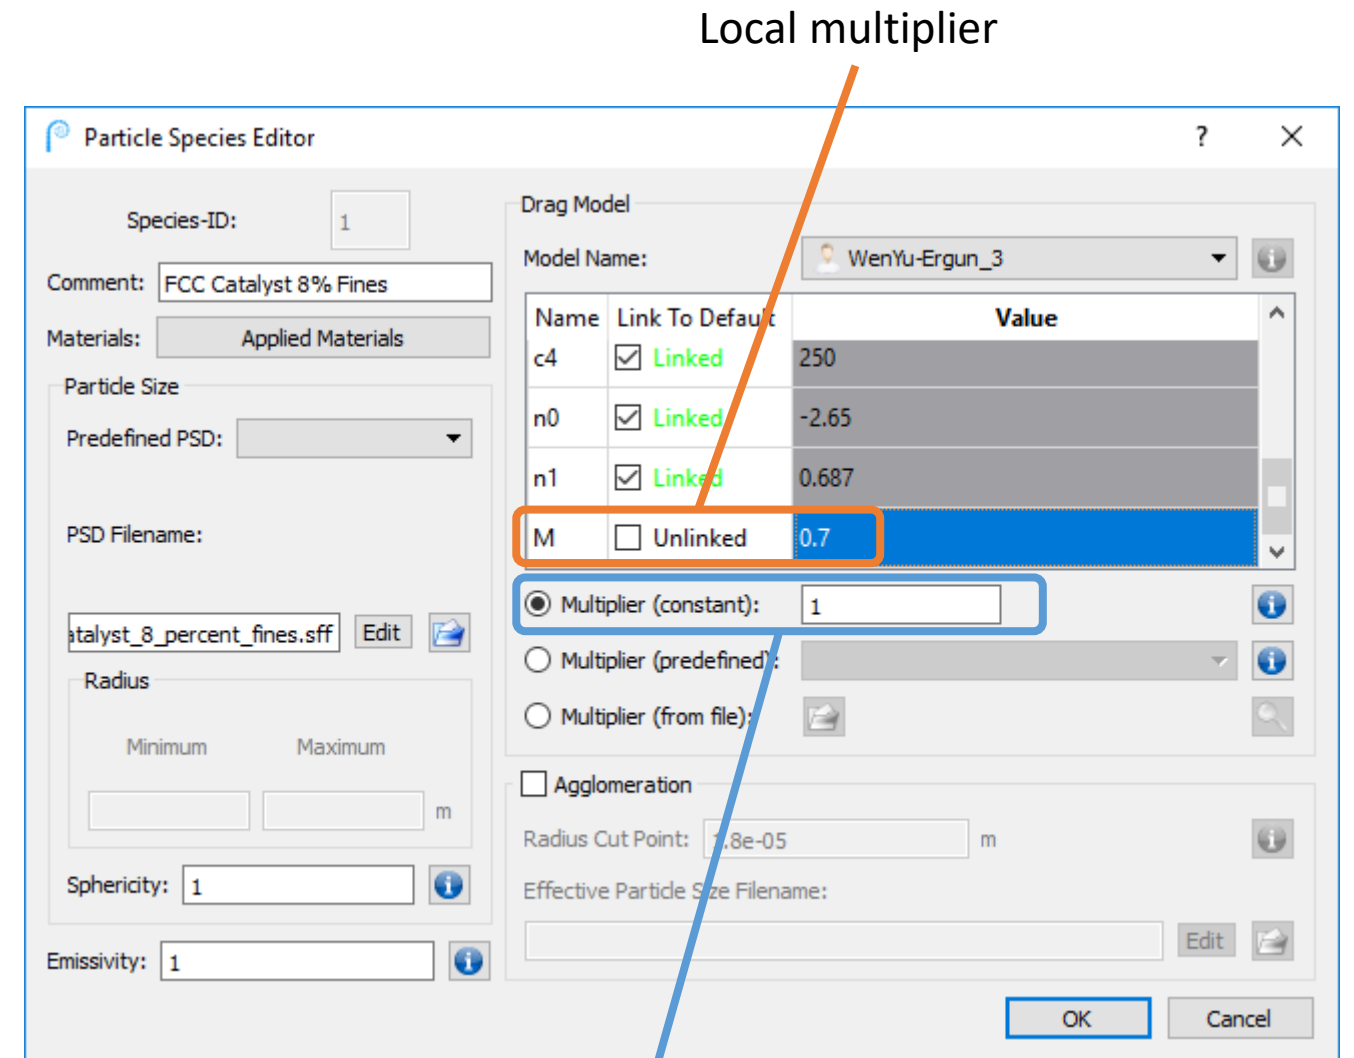 Local multiplier
Particle Species Editor
?
Species-ID: 1
Comment: FCC Catalyst 8% Fines
Materials: Applied Materials
Particle Size
Predefined PSD:
PSD Filename:
atalyst_8_percent_fines.sff Edit
Radius
Minimum Maximum
m
Sphericity: 1
Emissivity: 1
Drag Model
Model Name: WenYu-Ergun_3
Name Link To Default Value
c4 Linked 250
n0 Linked -2.65
n1 Linked 0.687
M Unlinked 0.7
Multiplier (constant): 1
Multiplier (predefined):
Multiplier (from file):
Agglomeration
Radius Cut Point: m
Effective Particle Size Filename:
Edit
OK Cancel